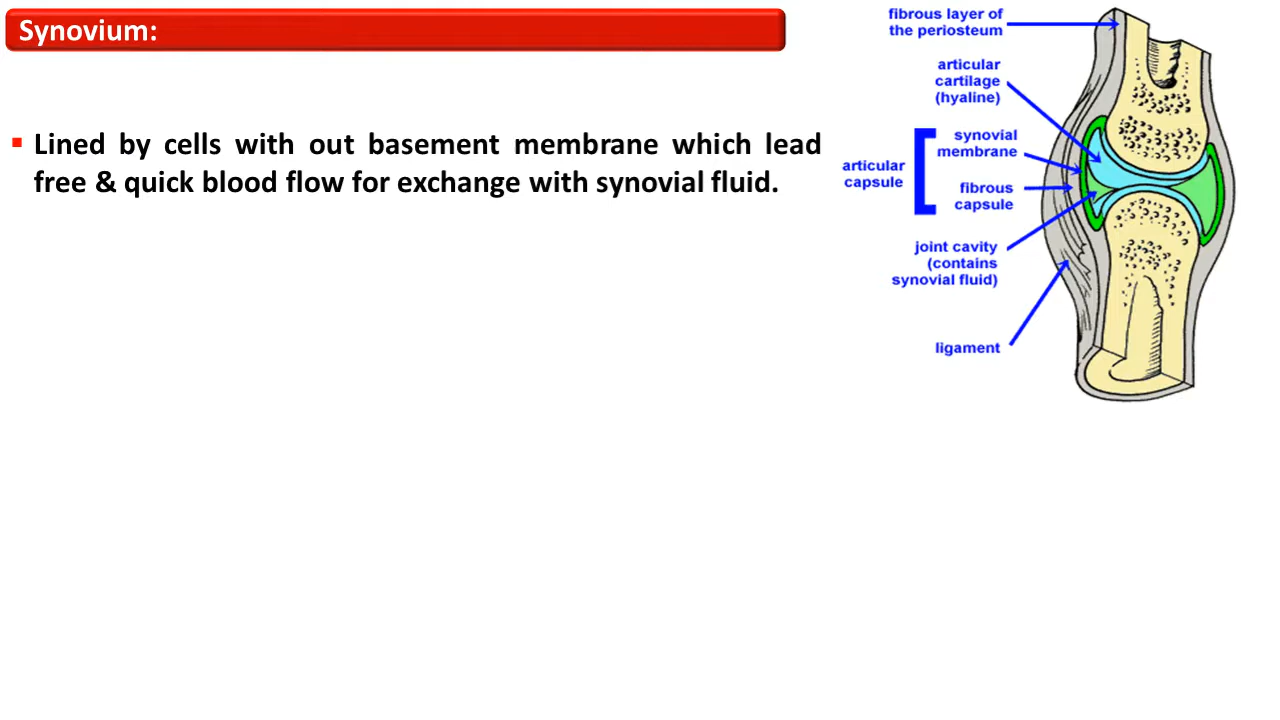 Synovium:
▪ Lined by cells with out basement membrane which lead
free & quick blood flow for exchange with synovial fluid.
fibrous layer of
the periosteum
articular
cartilage
(hyaline)
synovial
membrane
articular
capsule
fibrous
capsule
joint cavity
(contains
synovial fluid)
ligament